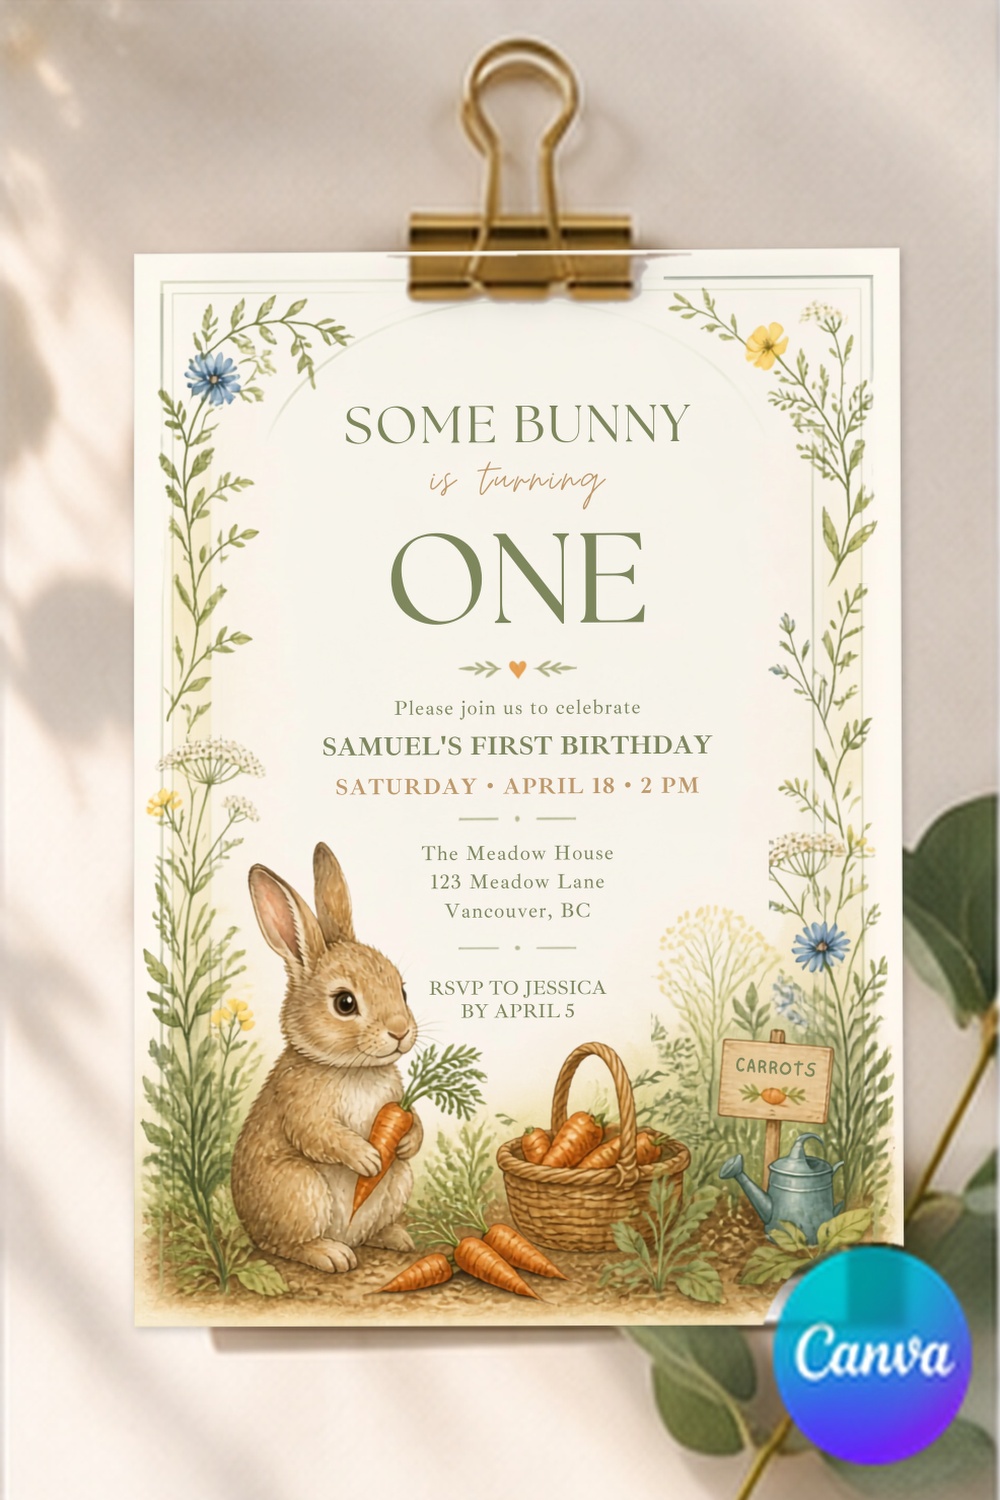 SOME BUNNY
is turning
ONE
Please join us to celebrate
SAMUEL'S FIRST BIRTHDAY
SATURDAY • APRIL 18 • 2 PM
The Meadow House
123 Meadow Lane
Vancouver, BC
RSVP TO JESSICA
BY APRIL 5
CARROTS
Canva